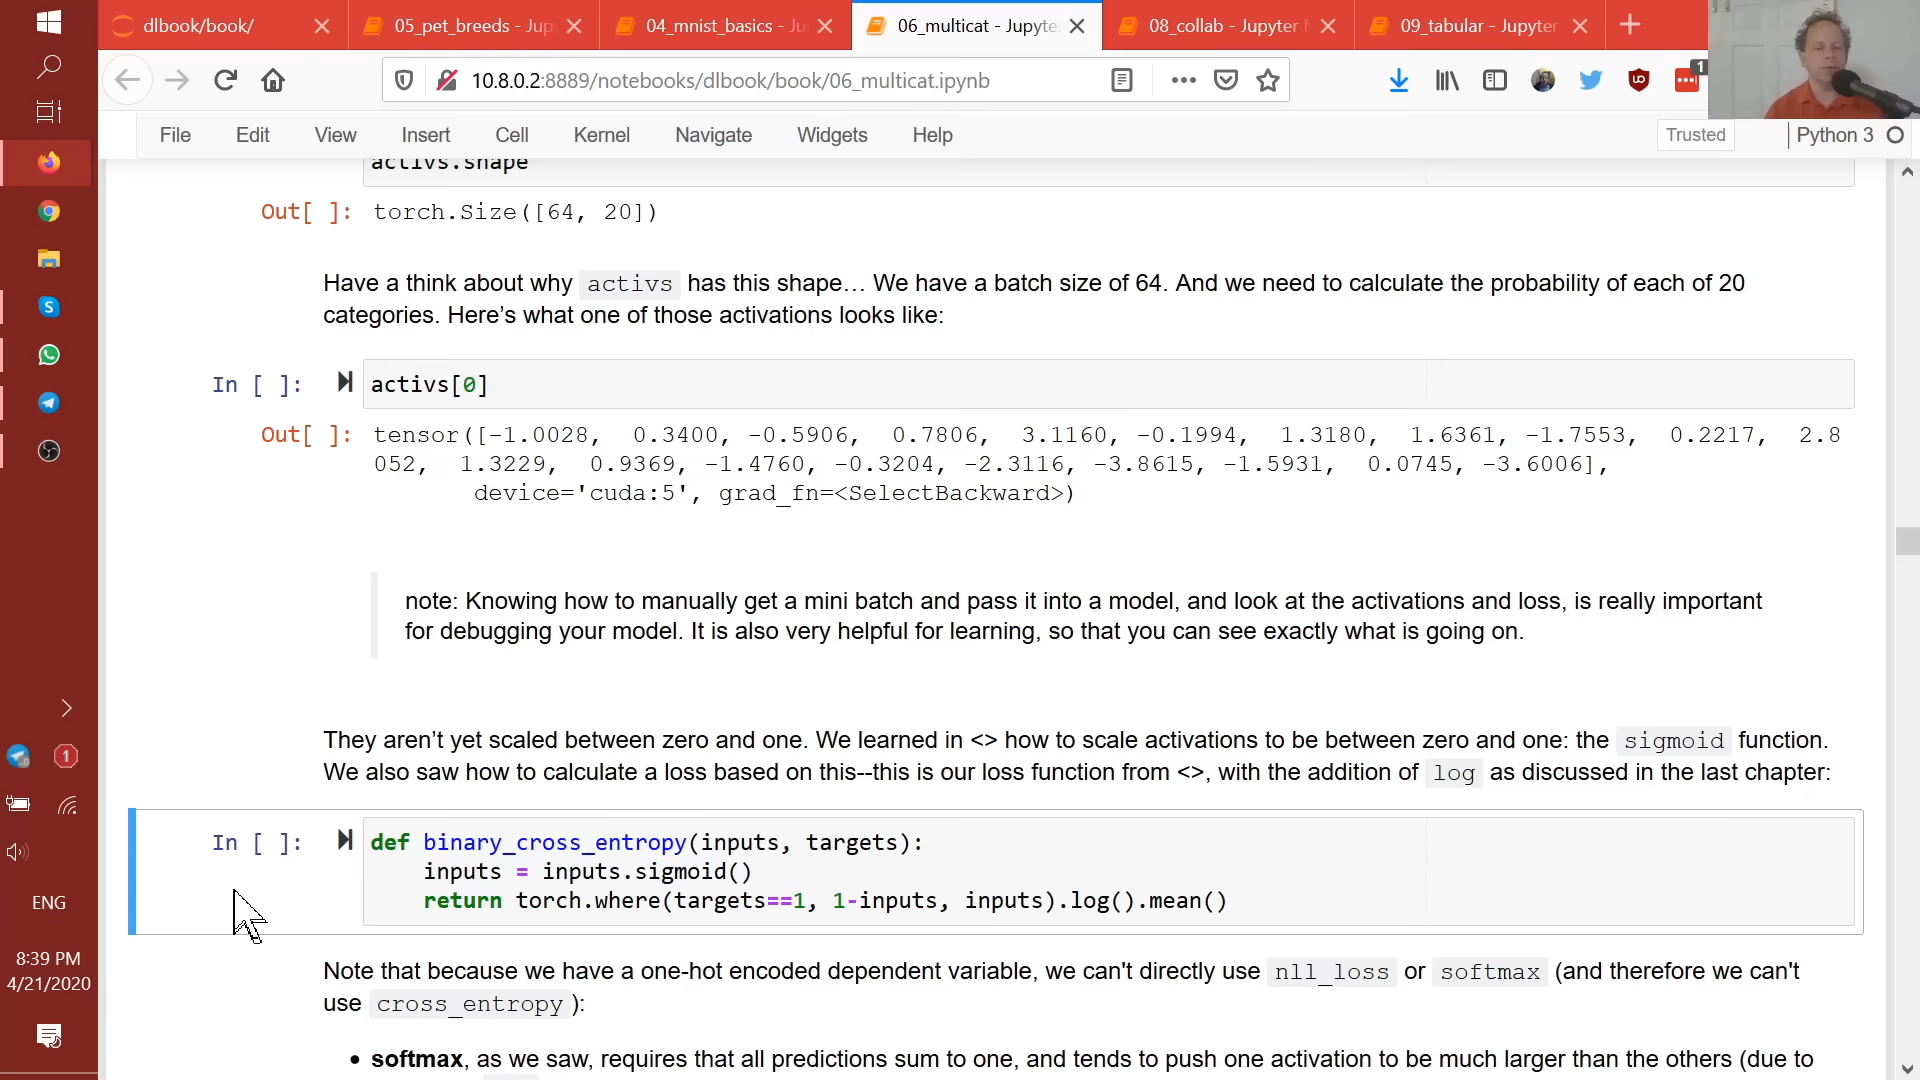 dlbook/book/
05_pet_breeds - Jup
04_mnist_basics - Ju
06_multicat - Jupyte
08_collab - Jupyter
09_tabular - Jupyter
10.8.0.2:8889/notebooks/dlbook/book/06_multicat.ipynb
1
File Edit View Insert Cell Kernel Navigate Widgets Help
Trusted
Python 3
activs.shape
Out[ ]: torch.Size([64, 20])
Have a think about why activs has this shape… We have a batch size of 64. And we need to calculate the probability of each of 20
categories. Here’s what one of those activations looks like:
In [ ]: activs[0]
Out[ ]: tensor([-1.0028, 0.3400, -0.5906, 0.7806, 3.1160, -0.1994, 1.3180, 1.6361, -1.7553, 0.2217, 2.8
052, 1.3229, 0.9369, -1.4760, -0.3204, -2.3116, -3.8615, -1.5931, 0.0745, -3.6006],
device='cuda:5', grad_fn=<SelectBackward>)
note: Knowing how to manually get a mini batch and pass it into a model, and look at the activations and loss, is really important
for debugging your model. It is also very helpful for learning, so that you can see exactly what is going on.
They aren’t yet scaled between zero and one. We learned in <> how to scale activations to be between zero and one: the sigmoid function.
We also saw how to calculate a loss based on this--this is our loss function from <>, with the addition of log as discussed in the last chapter:
In [ ]: def binary_cross_entropy(inputs, targets):
inputs = inputs.sigmoid()
return torch.where(targets==1, 1-inputs, inputs).log().mean()
Note that because we have a one-hot encoded dependent variable, we can't directly use nll_loss or softmax (and therefore we can't
use cross_entropy):
• softmax, as we saw, requires that all predictions sum to one, and tends to push one activation to be much larger than the others (due to
1
ENG
8:39 PM
4/21/2020